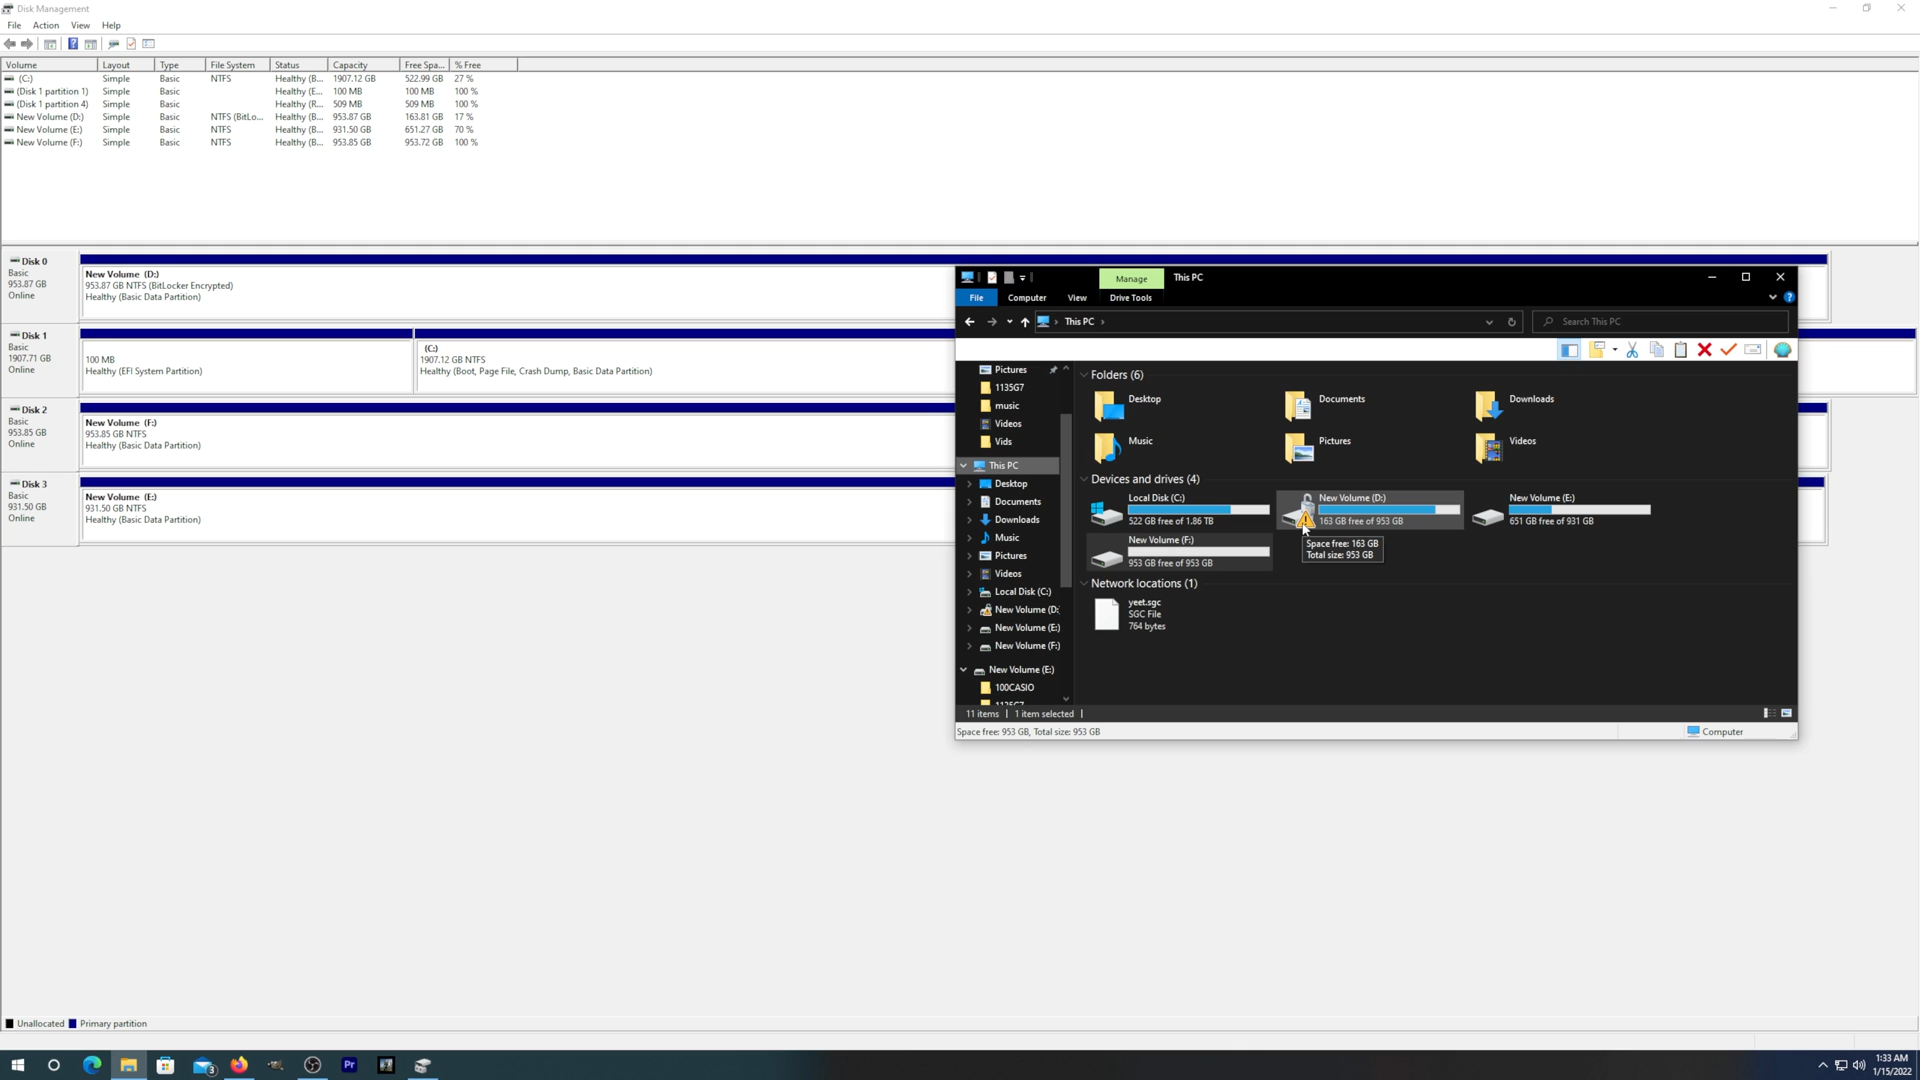 Disk Management
File Action View Help
Volume Layout Type File System Status Capacity Free Spa... % Free
(C:) Simple Basic NTFS Healthy (B... 1907.12 GB 522.99 GB 27 %
(Disk 1 partition 1) Simple Basic Healthy (E... 100 MB 100 MB 100 %
(Disk 1 partition 4) Simple Basic Healthy (R... 509 MB 509 MB 100 %
New Volume (D:) Simple Basic NTFS (BitLo... Healthy (B... 953.87 GB 163.81 GB 17 %
New Volume (E:) Simple Basic NTFS Healthy (B... 931.50 GB 651.27 GB 70 %
New Volume (F:) Simple Basic NTFS Healthy (B... 953.85 GB 953.72 GB 100 %
Disk 0
Basic
953.87 GB
Online
New Volume (D:)
953.87 GB NTFS (BitLocker Encrypted)
Healthy (Basic Data Partition)
Disk 1
Basic
1907.71 GB
Online
100 MB
Healthy (EFI System Partition)
(C:)
1907.12 GB NTFS
Healthy (Boot, Page File, Crash Dump, Basic Data Partition)
Disk 2
Basic
953.85 GB
Online
New Volume (F:)
953.85 GB NTFS
Healthy (Basic Data Partition)
Disk 3
Basic
931.50 GB
Online
New Volume (E:)
931.50 GB NTFS
Healthy (Basic Data Partition)
Manage This PC
File Computer View Drive Tools
This PC
Search This PC
Pictures
1135G7
music
Videos
Vids
This PC
Desktop
Documents
Downloads
Music
Pictures
Videos
Local Disk (C:)
New Volume (D:
New Volume (E:)
New Volume (F:)
New Volume (E:)
100CASIO
1135G7
Folders (6)
Desktop Documents Downloads
Music Pictures Videos
Devices and drives (4)
Local Disk (C:)
522 GB free of 1.86 TB
New Volume (D:)
163 GB free of 953 GB
New Volume (E:)
651 GB free of 931 GB
New Volume (F:)
953 GB free of 953 GB
Space free: 163 GB
Total size: 953 GB
Network locations (1)
yeet.sgc
SGC File
764 bytes
11 items 1 item selected
Space free: 953 GB, Total size: 953 GB Computer
Unallocated Primary partition
3
Pr
1:33 AM
1/15/2022